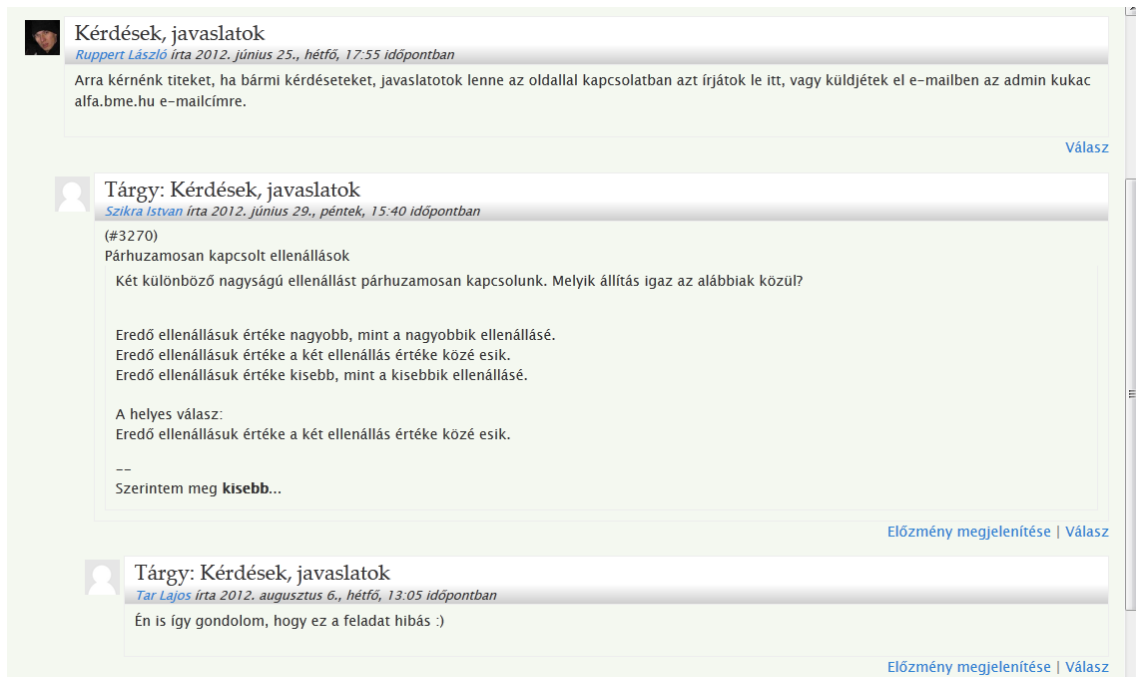 Kérdések, javaslatok
Ruppert László írta 2012. június 25., hétfő, 17:55 időpontban
Arra kérnénk titeket, ha bármi kérdéseteket, javaslatotok lenne az oldallal kapcsolatban azt írjátok le itt, vagy küldjétek el e-mailben az admin kukac
alfa.bme.hu e-mailcímre.
Válasz
Tárgy: Kérdések, javaslatok
Szikra Istvan írta 2012. június 29., péntek, 15:40 időpontban
(#3270)
Párhuzamosan kapcsolt ellenállások
Két különböző nagyságú ellenállást párhuzamosan kapcsolunk. Melyik állítás igaz az alábbiak közül?
Eredő ellenállásuk értéke nagyobb, mint a nagyobbik ellenállásé.
Eredő ellenállásuk értéke a két ellenállás értéke közé esik.
Eredő ellenállásuk értéke kisebb, mint a kisebbik ellenállásé.
A helyes válasz:
Eredő ellenállásuk értéke a két ellenállás értéke közé esik.
--
Szerintem meg kisebb...
Előzmény megjelenítése | Válasz
Tárgy: Kérdések, javaslatok
Tar Lajos írta 2012. augusztus 6., hétfő, 13:05 időpontban
Én is így gondolom, hogy ez a feladat hibás :)
Előzmény megjelenítése | Válasz